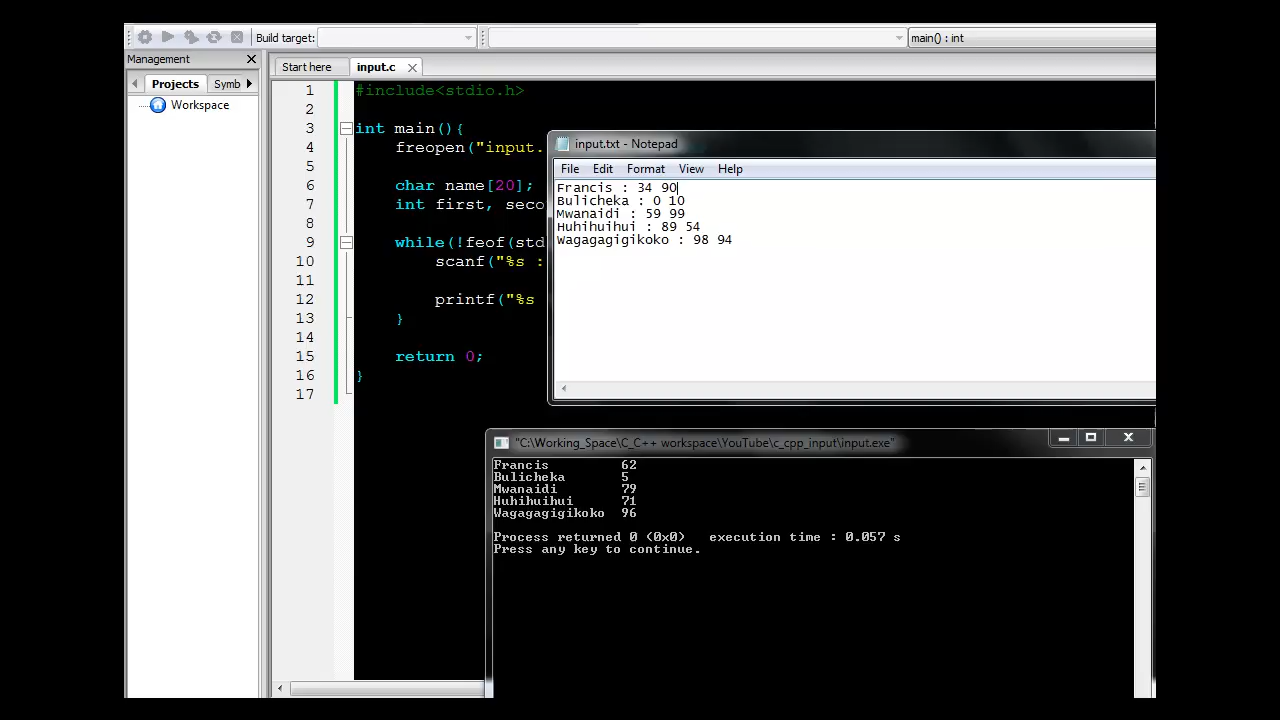 Build target:
main() : int
Management
Start here
input.c
Projects
Symb
Workspace
1 #include<stdio.h>
2
3 int main(){
4 freopen("input.
5
6 char name[20];
7 int first, seco
8
9 while(!feof(std
10 scanf("%s :
11
12 printf("%s
13 }
14
15 return 0;
16 }
17
input.txt - Notepad
File Edit Format View Help
Francis : 34 90
Bulicheka : 0 10
Mwanaidi : 59 99
Huhihuihui : 89 54
Wagagagigikoko : 98 94
"C:\Working_Space\C_C++ workspace\YouTube\c_cpp_input\input.exe"
Francis 62
Bulicheka 5
Mwanaidi 79
Huhihuihui 71
Wagagagigikoko 96
Process returned 0 (0x0) execution time : 0.057 s
Press any key to continue.